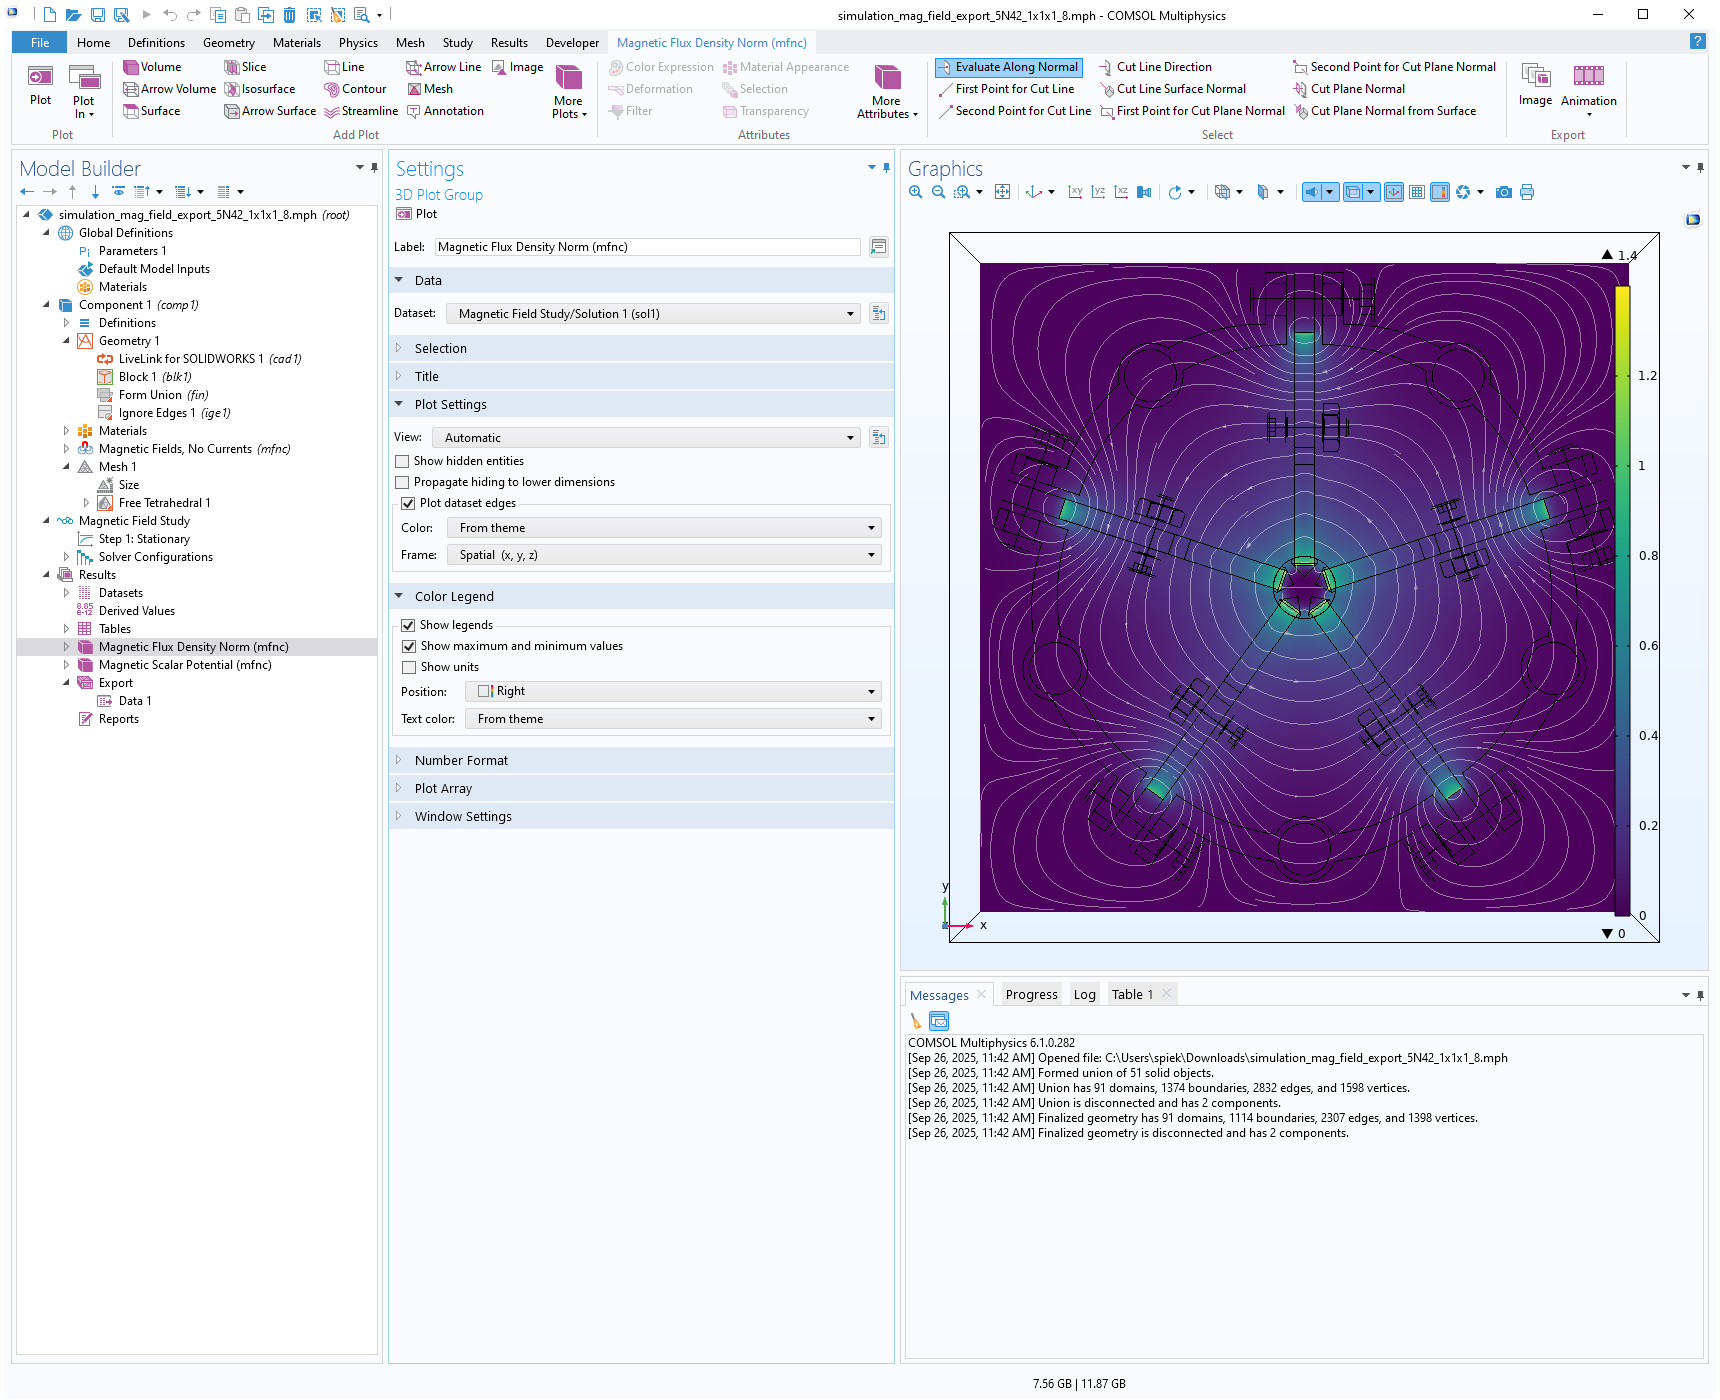 simulation_mag_field_export_5N42_1x1x1_8.mph - COMSOL Multiphysics
File Home Definitions Geometry Materials Physics Mesh Study Results Developer Magnetic Flux Density Norm (mfnc) ?
Volume Slice Line Arrow Line Image Color Expression Material Appearance Evaluate Along Normal Cut Line Direction Second Point for Cut Plane Normal
Arrow Volume Isosurface Contour Mesh Deformation Selection First Point for Cut Line Cut Line Surface Normal Cut Plane Normal
Surface Arrow Surface Streamline Annotation Filter Transparency Second Point for Cut Line First Point for Cut Plane Normal Cut Plane Normal from Surface
Plot
Plot In
More Plots
More Attributes
Image
Animation
Plot Add Plot Attributes Select Export
Model Builder
simulation_mag_field_export_5N42_1x1x1_8.mph (root)
Global Definitions
Pi Parameters 1
Default Model Inputs
Materials
Component 1 (comp1)
Definitions
Geometry 1
LiveLink for SOLIDWORKS 1 (cad1)
Block 1 (blk1)
Form Union (fin)
Ignore Edges 1 (ige1)
Materials
Magnetic Fields, No Currents (mfnc)
Mesh 1
Size
Free Tetrahedral 1
Magnetic Field Study
Step 1: Stationary
Solver Configurations
Results
Datasets
8.85 e-12 Derived Values
Tables
Magnetic Flux Density Norm (mfnc)
Magnetic Scalar Potential (mfnc)
Export
Data 1
Reports
Settings
3D Plot Group
Plot
Label: Magnetic Flux Density Norm (mfnc)
Data
Dataset: Magnetic Field Study/Solution 1 (sol1)
Selection
Title
Plot Settings
View: Automatic
Show hidden entities
Propagate hiding to lower dimensions
Plot dataset edges
Color: From theme
Frame: Spatial (x, y, z)
Color Legend
Show legends
Show maximum and minimum values
Show units
Position: Right
Text color: From theme
Number Format
Plot Array
Window Settings
Graphics
xy yz xz
▲ 1.4
1.2
1
0.8
0.6
0.4
0.2
0
▼ 0
y
x
Messages Progress Log Table 1
COMSOL Multiphysics 6.1.0.282
[Sep 26, 2025, 11:42 AM] Opened file: C:\Users\spiek\Downloads\simulation_mag_field_export_5N42_1x1x1_8.mph
[Sep 26, 2025, 11:42 AM] Formed union of 51 solid objects.
[Sep 26, 2025, 11:42 AM] Union has 91 domains, 1374 boundaries, 2832 edges, and 1598 vertices.
[Sep 26, 2025, 11:42 AM] Union is disconnected and has 2 components.
[Sep 26, 2025, 11:42 AM] Finalized geometry has 91 domains, 1114 boundaries, 2307 edges, and 1398 vertices.
[Sep 26, 2025, 11:42 AM] Finalized geometry is disconnected and has 2 components.
7.56 GB | 11.87 GB